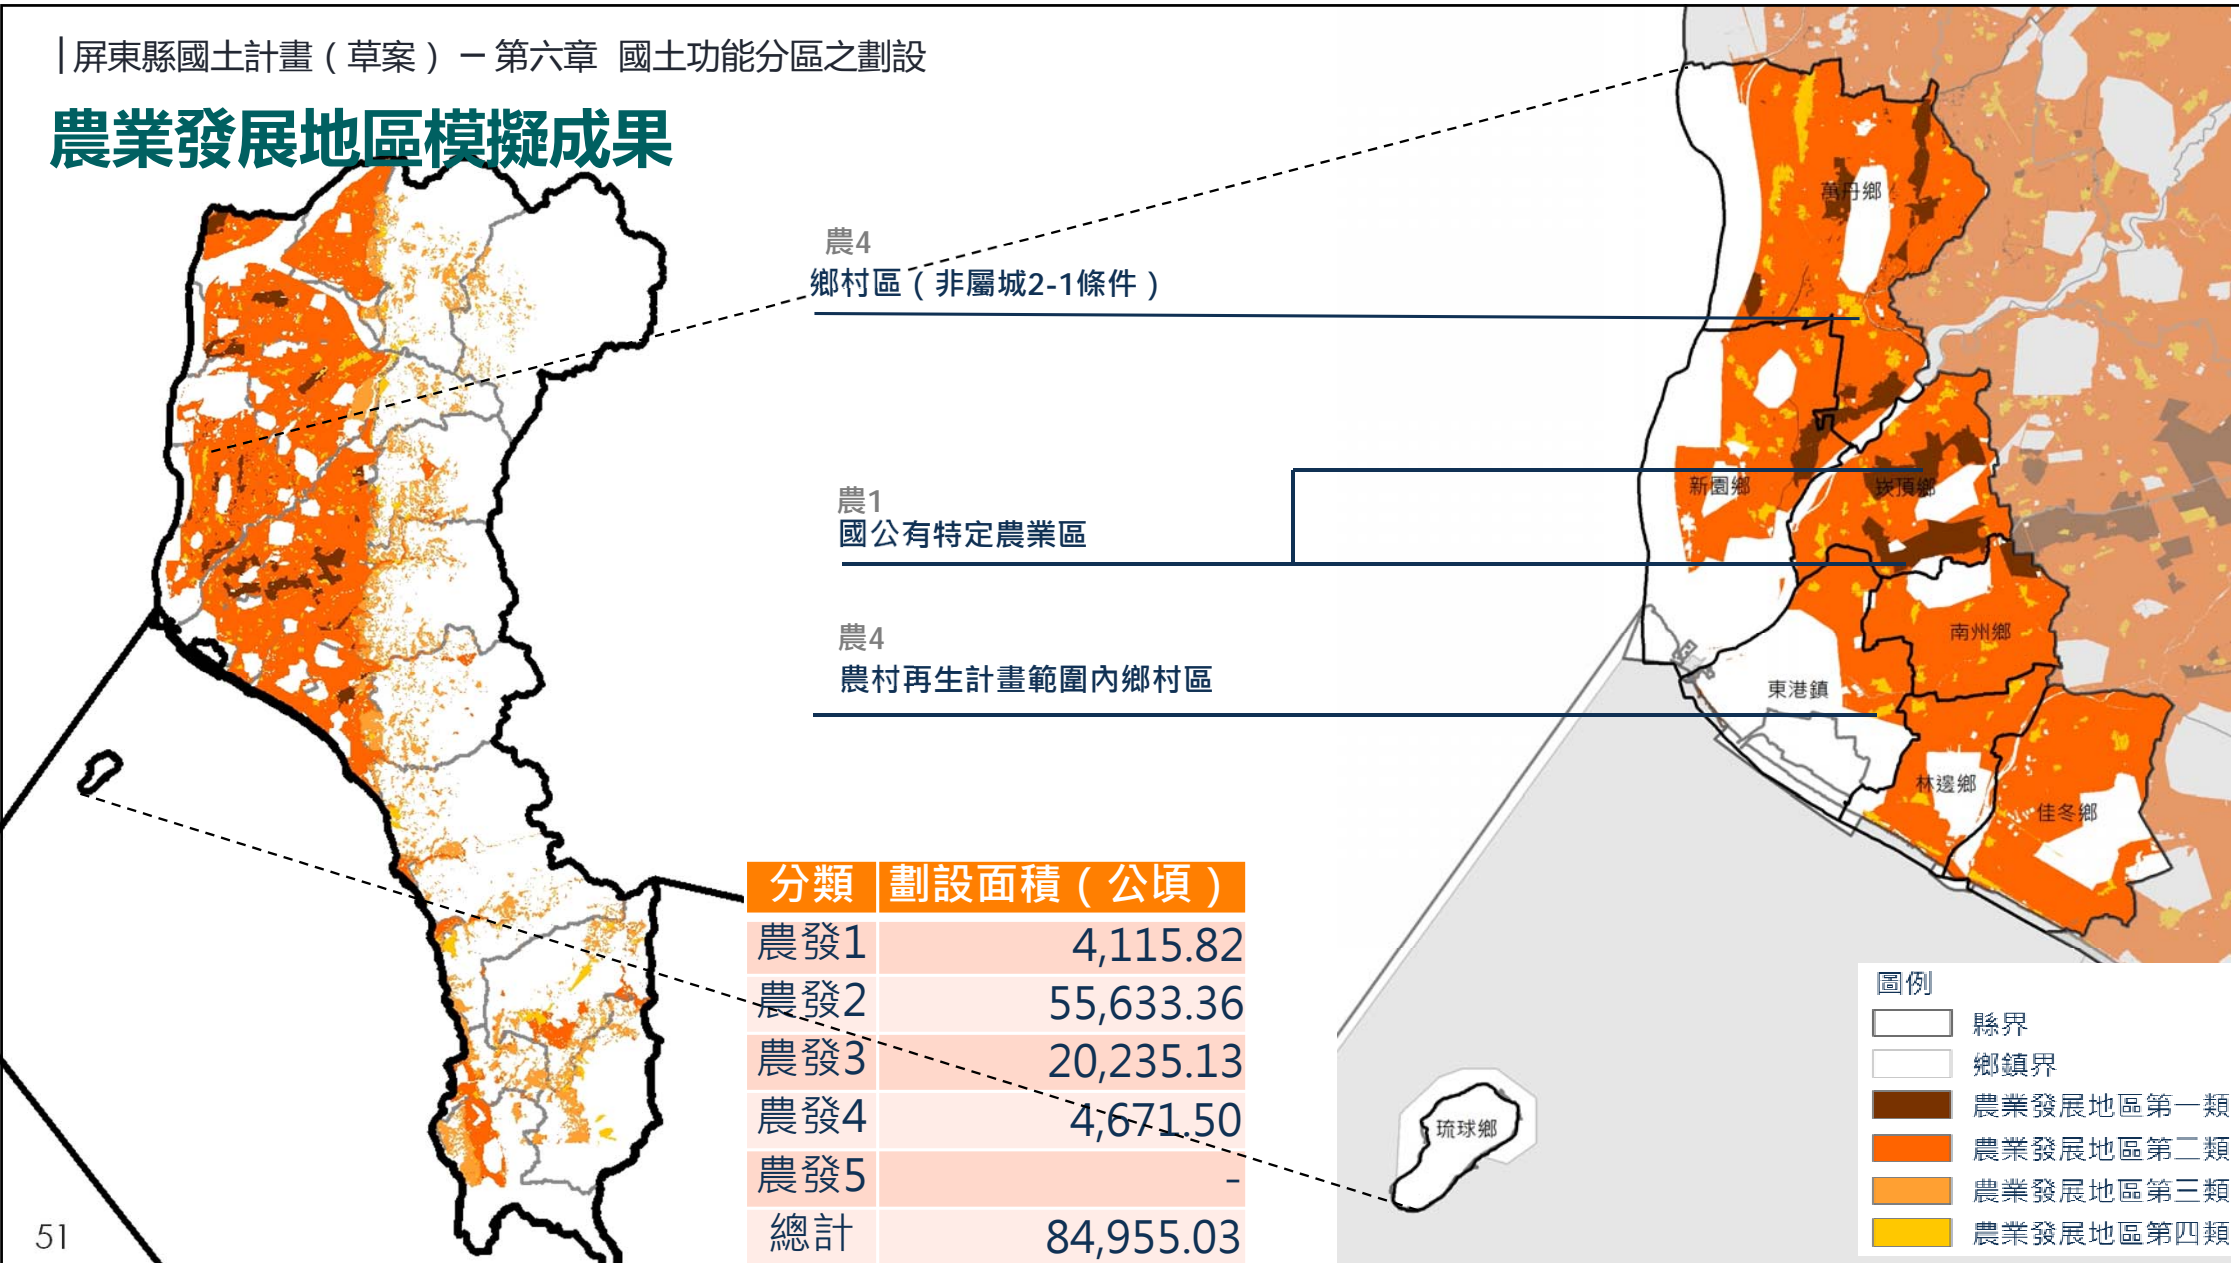 |屏東縣國土計畫（草案）－第六章 國土功能分區之劃設
農業發展地區模擬成果
農4
鄉村區（非屬城2-1條件）
農1
國公有特定農業區
農4
農村再生計畫範圍內鄉村區
萬丹鄉
新園鄉
崁頂鄉
南州鄉
東港鎮
林邊鄉
佳冬鄉
琉球鄉
分類 劃設面積（公頃）
農發1 4,115.82
農發2 55,633.36
農發3 20,235.13
農發4 4,671.50
農發5 -
總計 84,955.03
圖例
縣界
鄉鎮界
農業發展地區第一類
農業發展地區第二類
農業發展地區第三類
農業發展地區第四類
51